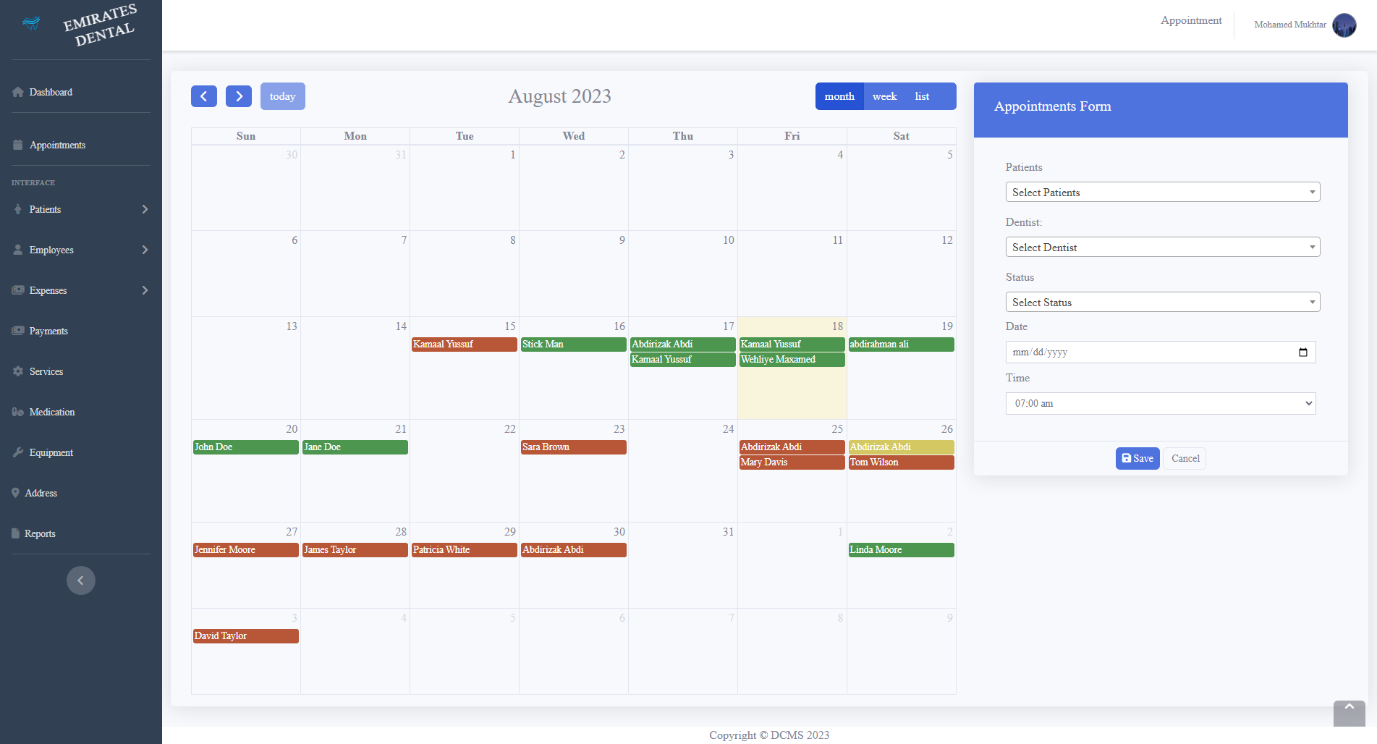 EMIRATES
DENTAL
Dashboard
Appointments
INTERFACE
Patients
Employees
Expenses
Payments
Services
Medication
Equipment
Address
Reports
Appointment
Mohamed Mukhtar
today
August 2023
month week list
Sun Mon Tue Wed Thu Fri Sat
30 31 1 2 3 4 5
6 7 8 9 10 11 12
13 14 15 16 17 18 19
Kamaal Yussuf Stick Man Abdirizak Abdi Kamaal Yussuf abdirahman ali
Kamaal Yussuf Wehliye Maxamed
20 21 22 23 24 25 26
John Doe Jane Doe Sara Brown Abdirizak Abdi Abdirizak Abdi
Mary Davis Tom Wilson
27 28 29 30 31 1 2
Jennifer Moore James Taylor Patricia White Abdirizak Abdi Linda Moore
3 4 5 6 7 8 9
David Taylor
Appointments Form
Patients
Select Patients
Dentist:
Select Dentist
Status
Select Status
Date
mm/dd/yyyy
Time
07:00 am
Save Cancel
Copyright © DCMS 2023